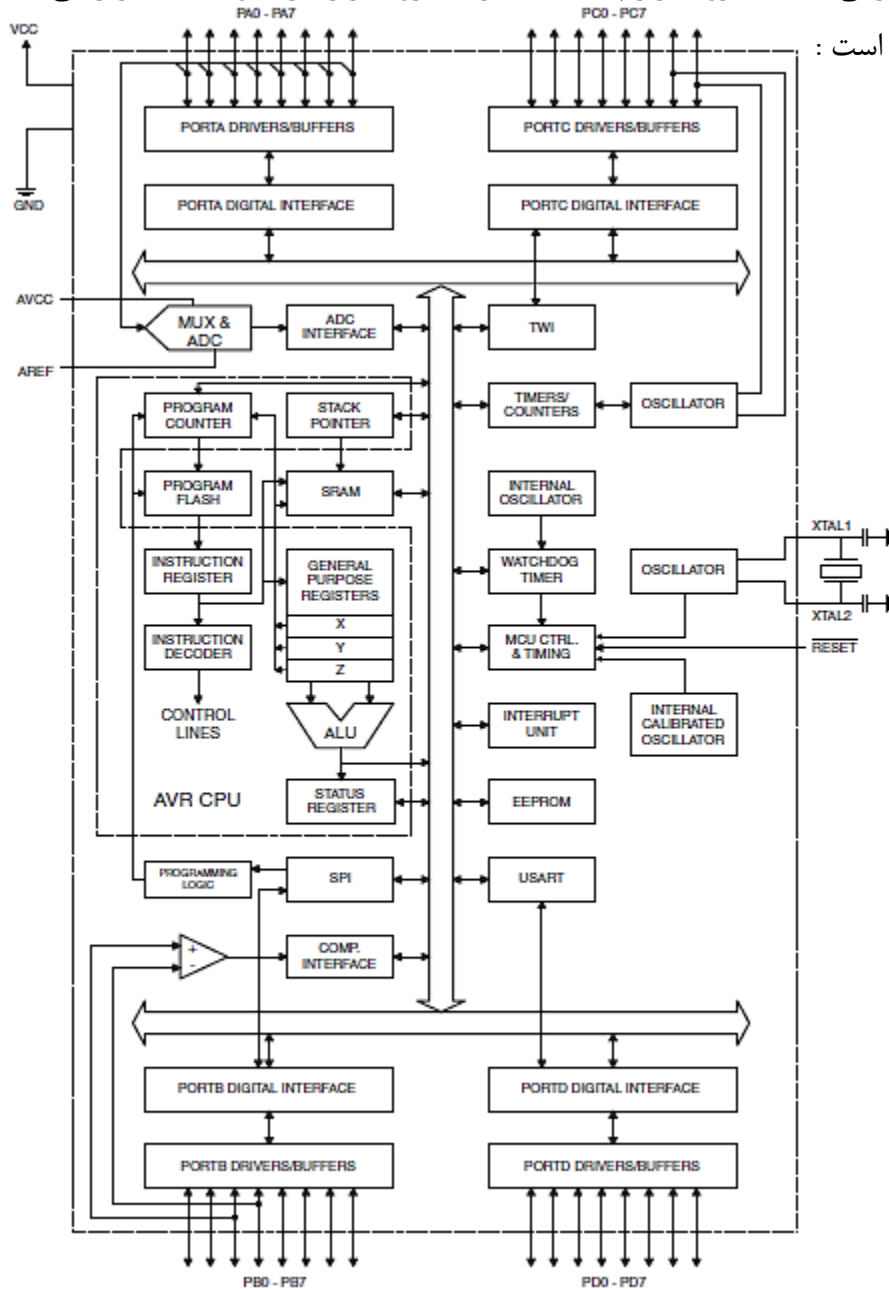 PA0 - PA7
PC0 - PC7
VCC
است :
PORTA DRIVERS/BUFFERS
PORTC DRIVERS/BUFFERS
GND
PORTA DIGITAL INTERFACE
PORTC DIGITAL INTERFACE
AVCC
MUX &
ADC
ADC
INTERFACE
TWI
AREF
PROGRAM
COUNTER
STACK
POINTER
TIMERS/
COUNTERS
OSCILLATOR
PROGRAM
FLASH
SRAM
INTERNAL
OSCILLATOR
XTAL1
INSTRUCTION
REGISTER
GENERAL
PURPOSE
REGISTERS
WATCHDOG
TIMER
OSCILLATOR
X
XTAL2
INSTRUCTION
DECODER
Y
MCU CTRL.
& TIMING
RESET
Z
CONTROL
LINES
ALU
INTERRUPT
UNIT
INTERNAL
CALIBRATED
OSCILLATOR
AVR CPU
STATUS
REGISTER
EEPROM
PROGRAMMING
LOGIC
SPI
USART
+
-
COMP.
INTERFACE
PORTB DIGITAL INTERFACE
PORTD DIGITAL INTERFACE
PORTB DRIVERS/BUFFERS
PORTD DRIVERS/BUFFERS
PB0 - PB7
PD0 - PD7